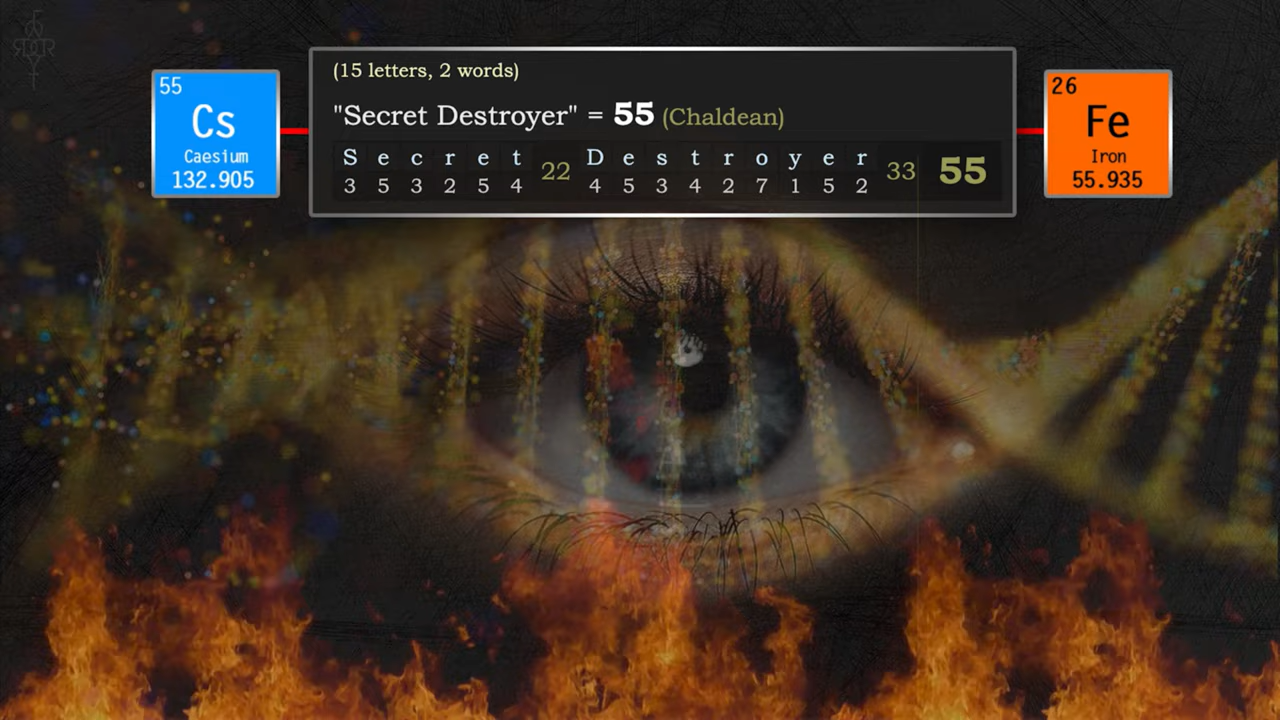 (15 letters, 2 words)
55
Cs
Caesium
132.905
"Secret Destroyer" = 55 (Chaldean)
S e c r e t 22 D e s t r o y e r 33 55
3 5 3 2 5 4 4 5 3 4 2 7 1 5 2
26
Fe
Iron
55.935